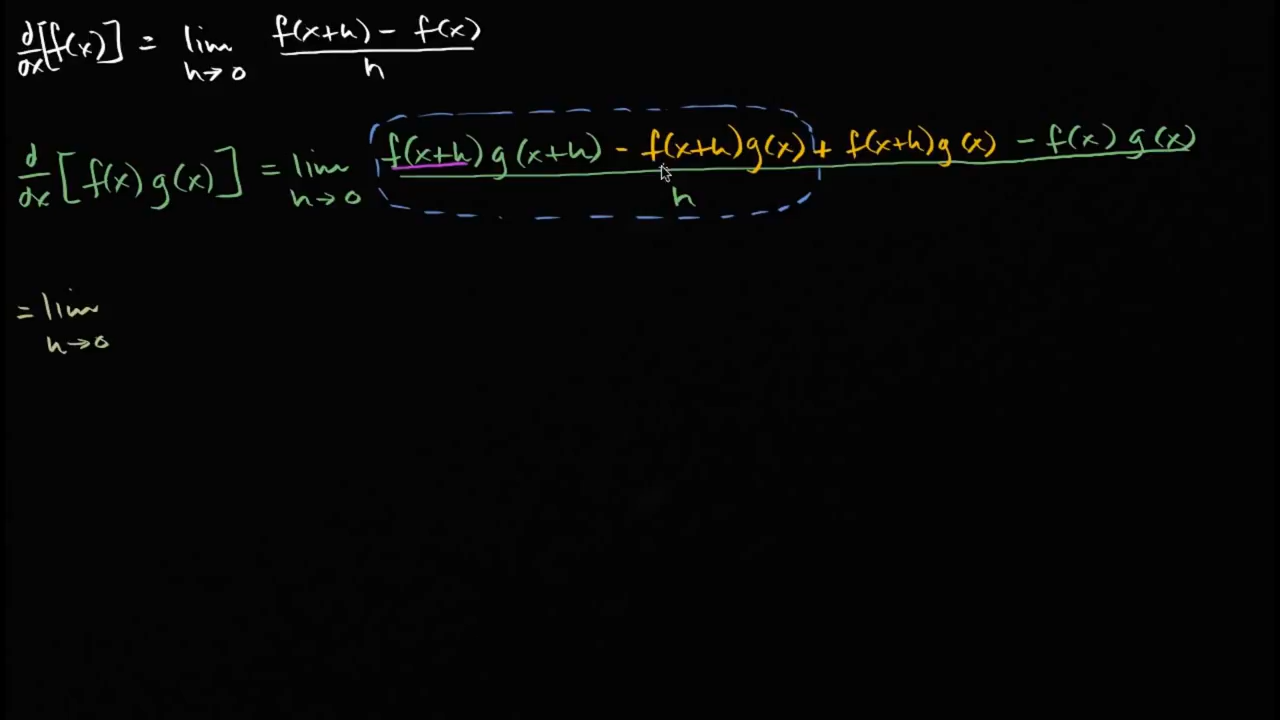 d/dx[f(x)] = lim h→0 f(x+h) - f(x) / h
d/dx [f(x) g(x)] = lim h→0 f(x+h) g(x+h) - f(x+h)g(x) + f(x+h)g(x) - f(x) g(x) / h
= lim h→0